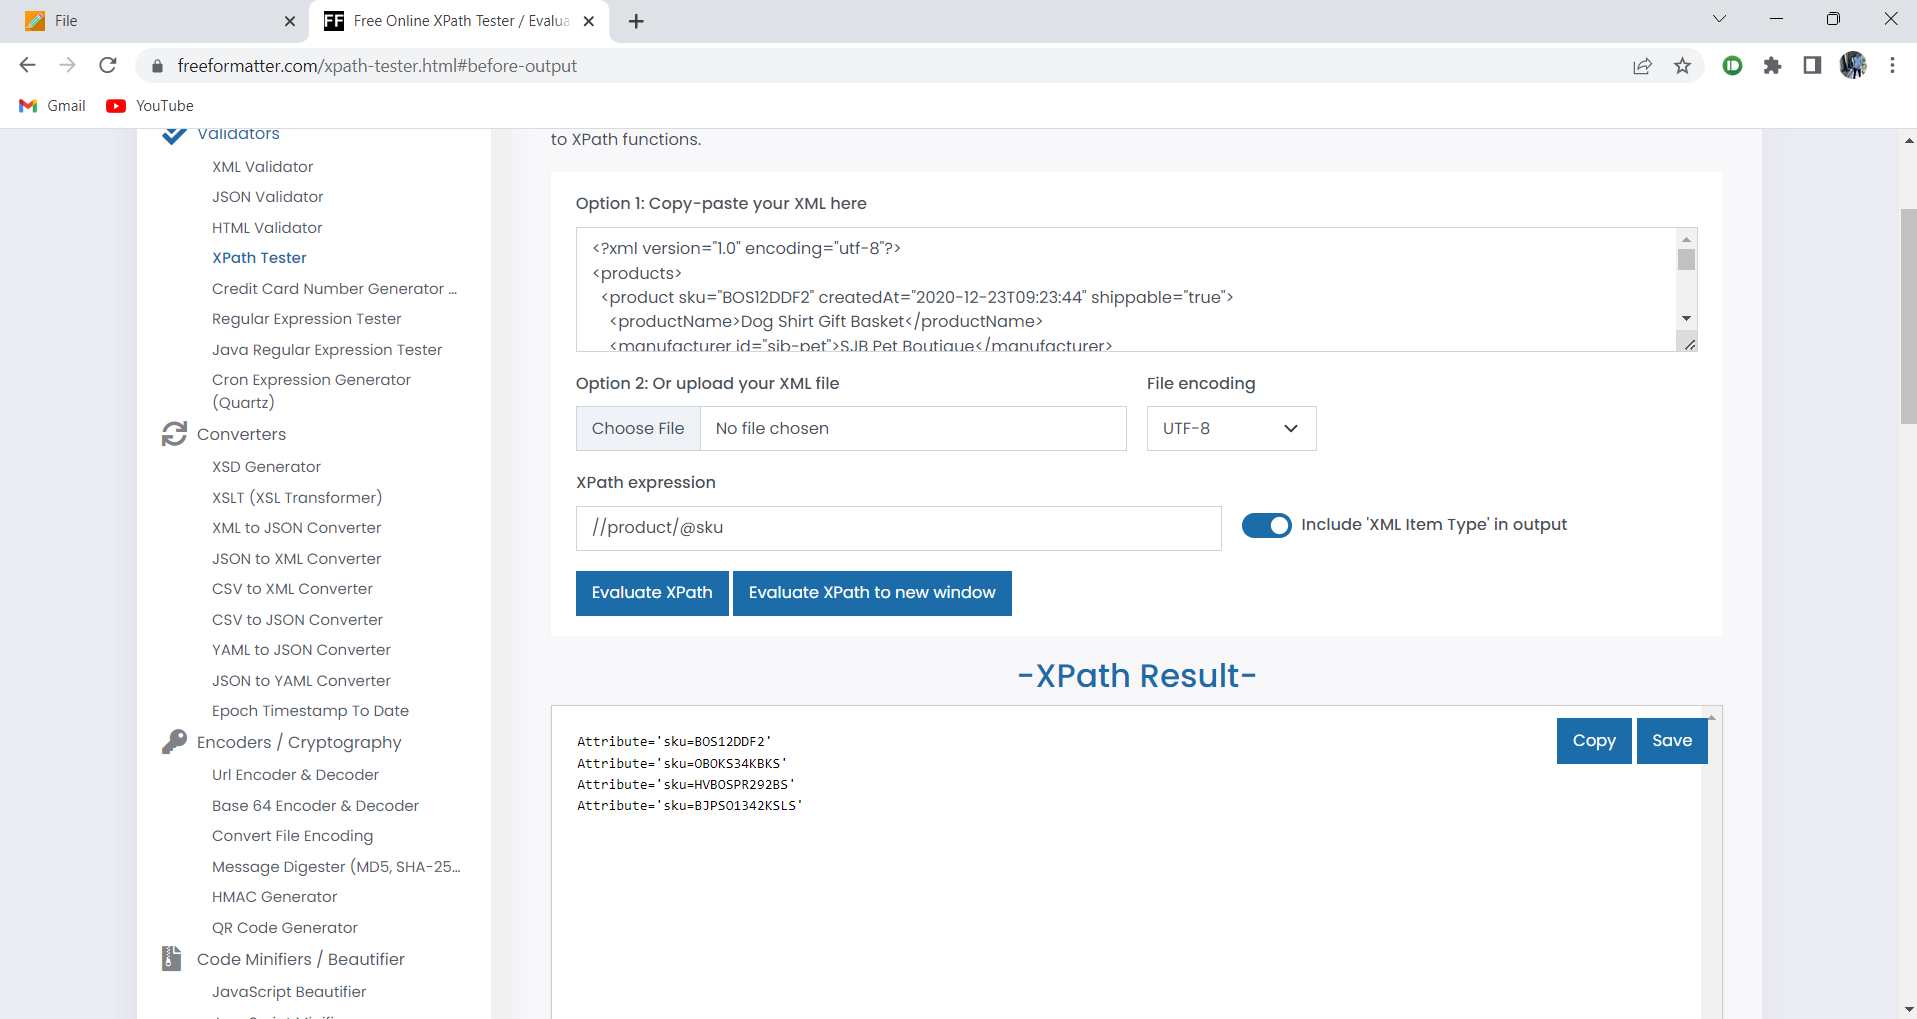 File
Free Online XPath Tester / Evalua
freeformatter.com/xpath-tester.html#before-output
Gmail
YouTube
Validators
XML Validator
JSON Validator
HTML Validator
XPath Tester
Credit Card Number Generator ...
Regular Expression Tester
Java Regular Expression Tester
Cron Expression Generator
(Quartz)
Converters
XSD Generator
XSLT (XSL Transformer)
XML to JSON Converter
JSON to XML Converter
CSV to XML Converter
CSV to JSON Converter
YAML to JSON Converter
JSON to YAML Converter
Epoch Timestamp To Date
Encoders / Cryptography
Url Encoder & Decoder
Base 64 Encoder & Decoder
Convert File Encoding
Message Digester (MD5, SHA-25...
HMAC Generator
QR Code Generator
Code Minifiers / Beautifier
JavaScript Beautifier
to XPath functions.
Option 1: Copy-paste your XML here
<?xml version="1.0" encoding="utf-8"?>
<products>
<product sku="BOS12DDF2" createdAt="2020-12-23T09:23:44" shippable="true">
<productName>Dog Shirt Gift Basket</productName>
<manufacturer id="sjb-pet">SJB Pet Boutique</manufacturer>
Option 2: Or upload your XML file
File encoding
Choose File No file chosen
UTF-8
XPath expression
//product/@sku
Include 'XML Item Type' in output
Evaluate XPath
Evaluate XPath to new window
-XPath Result-
Copy
Save
Attribute='sku=BOS12DDF2'
Attribute='sku=OBOKS34KBKS'
Attribute='sku=HVBOSPR292BS'
Attribute='sku=BJPSO1342KSLS'